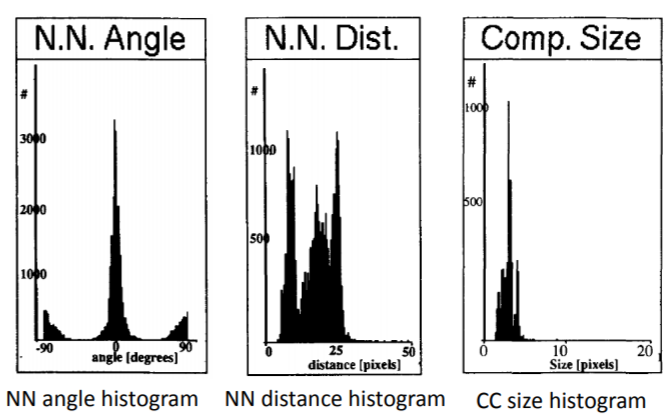 N.N. Angle
#
3000
2000
1000
-90 0 90
angle [degrees]
N.N. Dist.
#
1000
500
0 25 50
distance [pixels]
Comp. Size
#
1000
500
0 10 20
Size [pixels]
NN angle histogram
NN distance histogram
CC size histogram